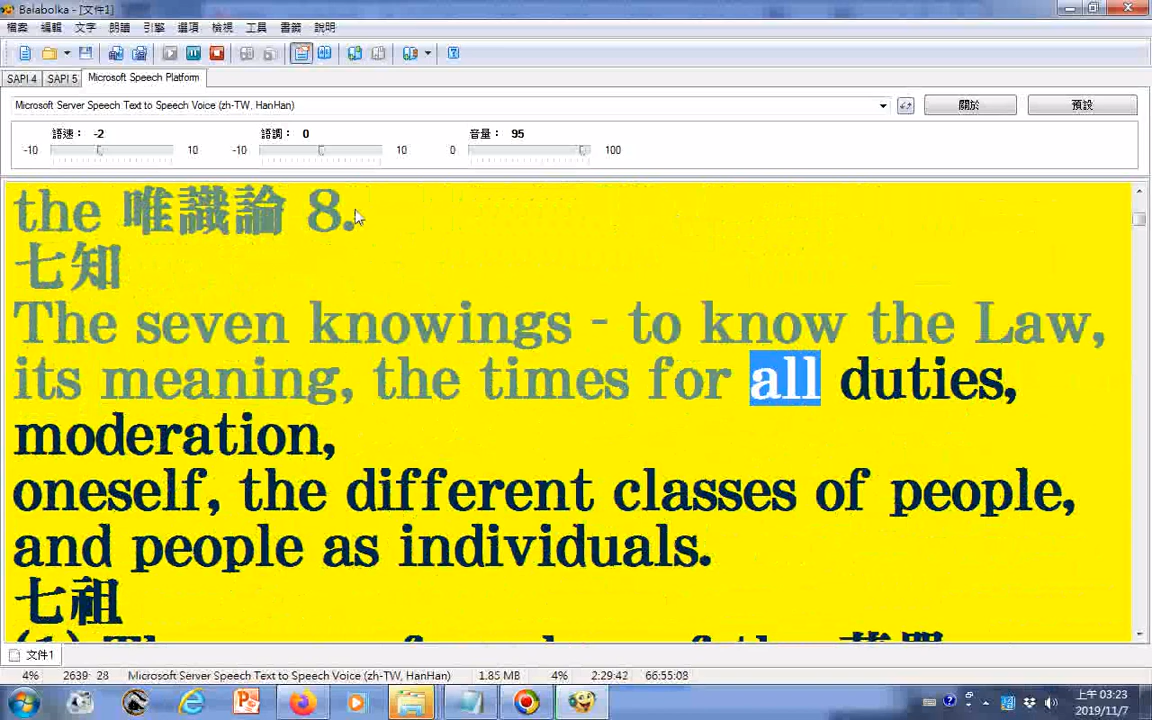 Balabolka - [文件1]
檔案 編輯 文字 朗讀 引擎 選項 檢視 工具 書籤 說明
SAPI 4 SAPI 5 Microsoft Speech Platform
Microsoft Server Speech Text to Speech Voice (zh-TW, HanHan) 關於 預設
語速： -2 語調： 0 音量： 95
-10 10 -10 10 0 100
the 唯識論 8.
七知
The seven knowings - to know the Law,
its meaning, the times for all duties,
moderation,
oneself, the different classes of people,
and people as individuals.
七祖
文件1
4% 2639: 28 Microsoft Server Speech Text to Speech Voice (zh-TW, HanHan) 1.85 MB 4% 2:29:42 66:55:08
上午 03:23
2019/11/7